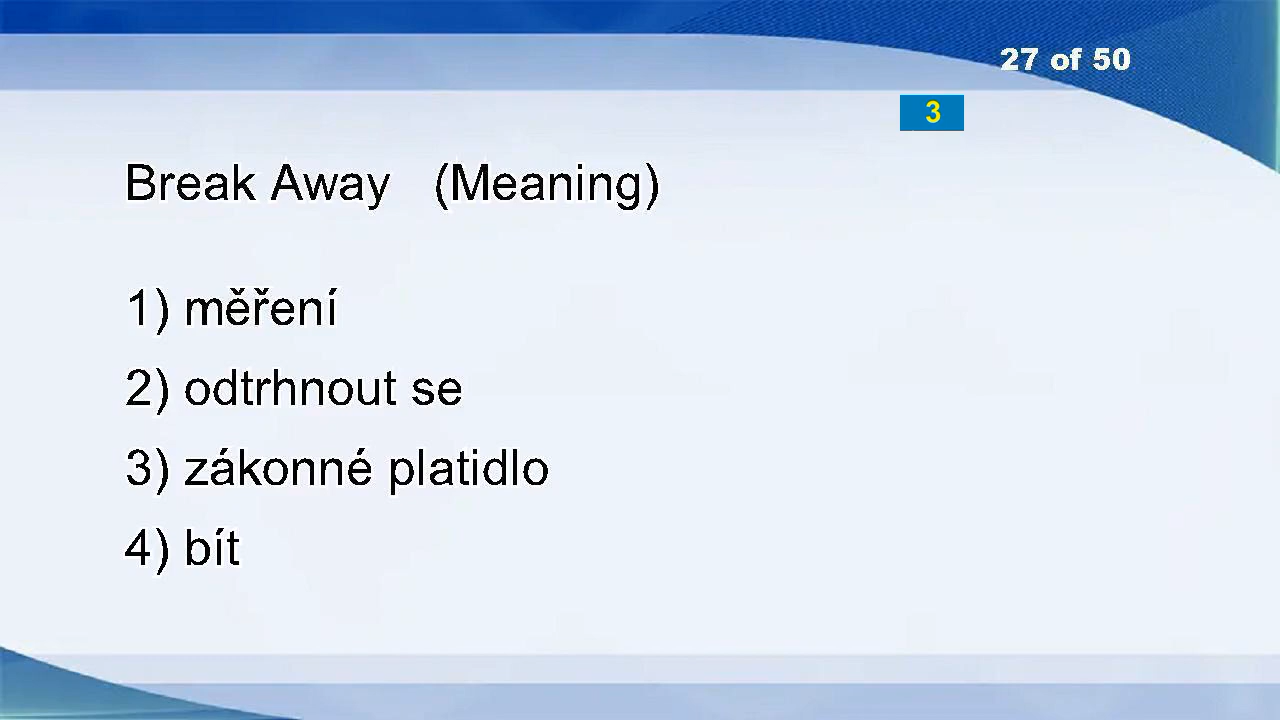 27 of 50
3
Break Away (Meaning)
1) měření
2) odtrhnout se
3) zákonné platidlo
4) bít